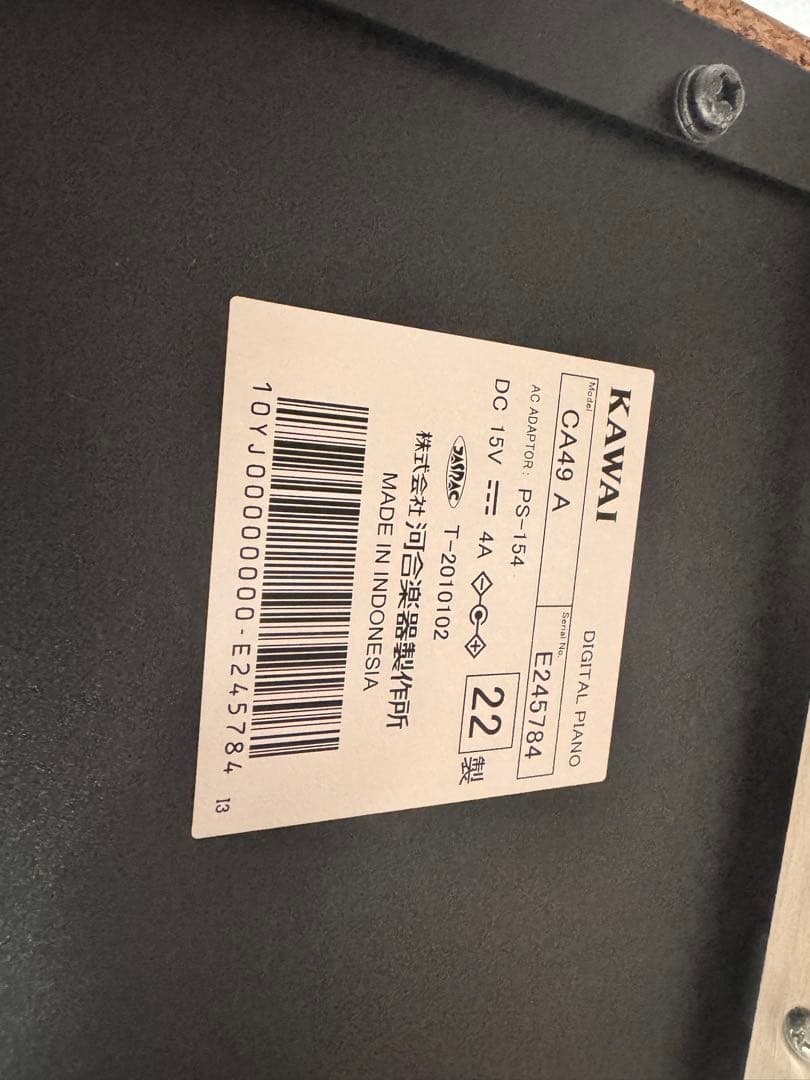 KAWAI DIGITAL PIANO
Model CA49 A Serial No. E245784
AC ADAPTOR : PS-154
DC 15V 4A 22 製
JASRAC T-2010102
株式会社 河合楽器製作所
MADE IN INDONESIA
10YJ00000000-E245784
13